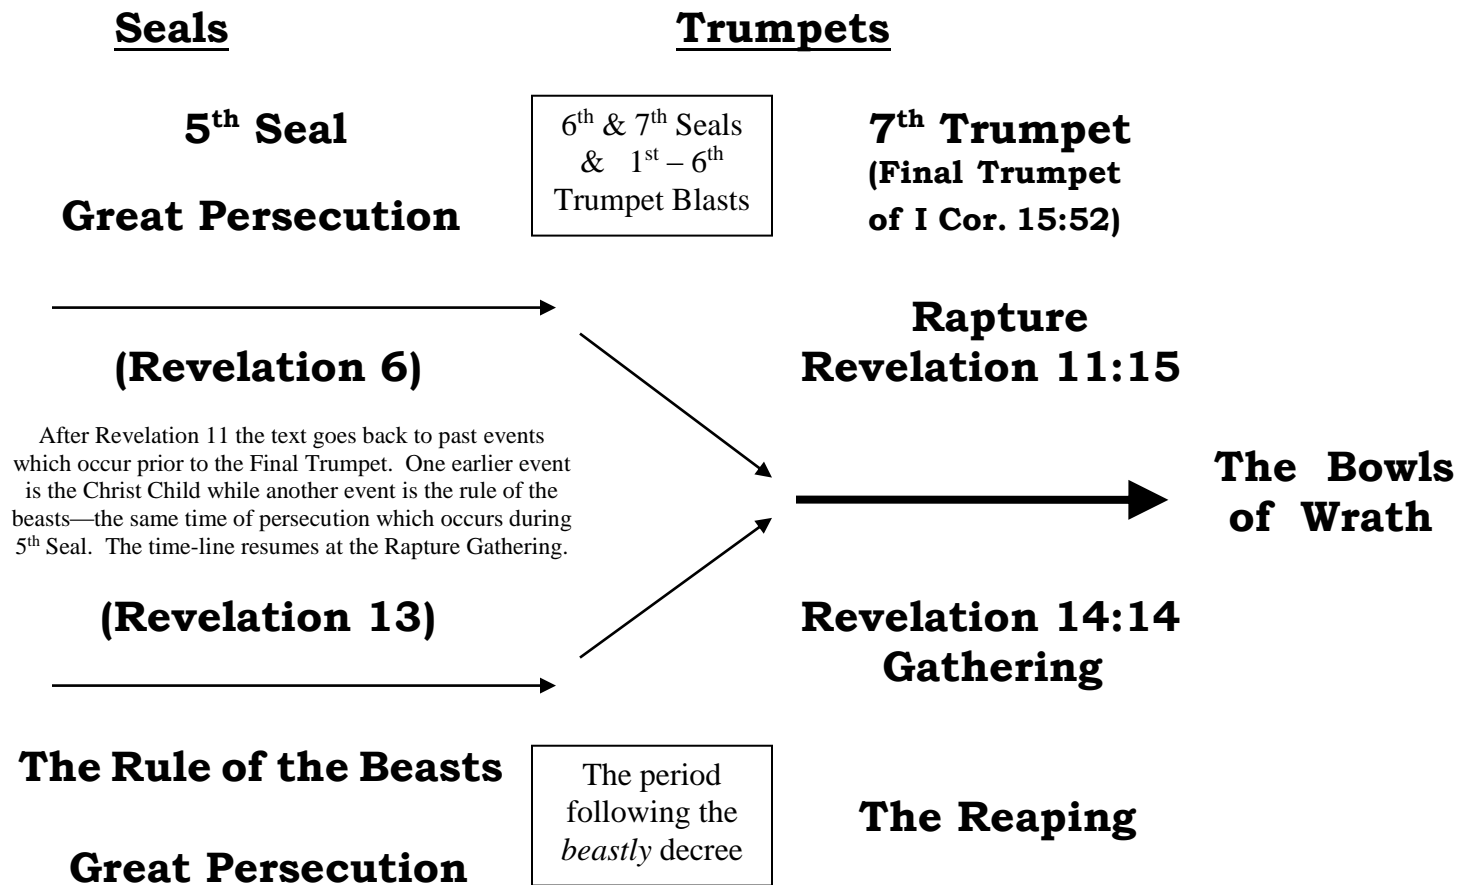 Seals
Trumpets
5th Seal
Great Persecution
6th & 7th Seals
& 1st – 6th
Trumpet Blasts
7th Trumpet
(Final Trumpet
of I Cor. 15:52)
(Revelation 6)
Rapture
Revelation 11:15
After Revelation 11 the text goes back to past events
which occur prior to the Final Trumpet. One earlier event
is the Christ Child while another event is the rule of the
beasts—the same time of persecution which occurs during
5th Seal. The time-line resumes at the Rapture Gathering.
The Bowls
of Wrath
(Revelation 13)
Revelation 14:14
Gathering
The Rule of the Beasts
Great Persecution
The period
following the
beastly decree
The Reaping